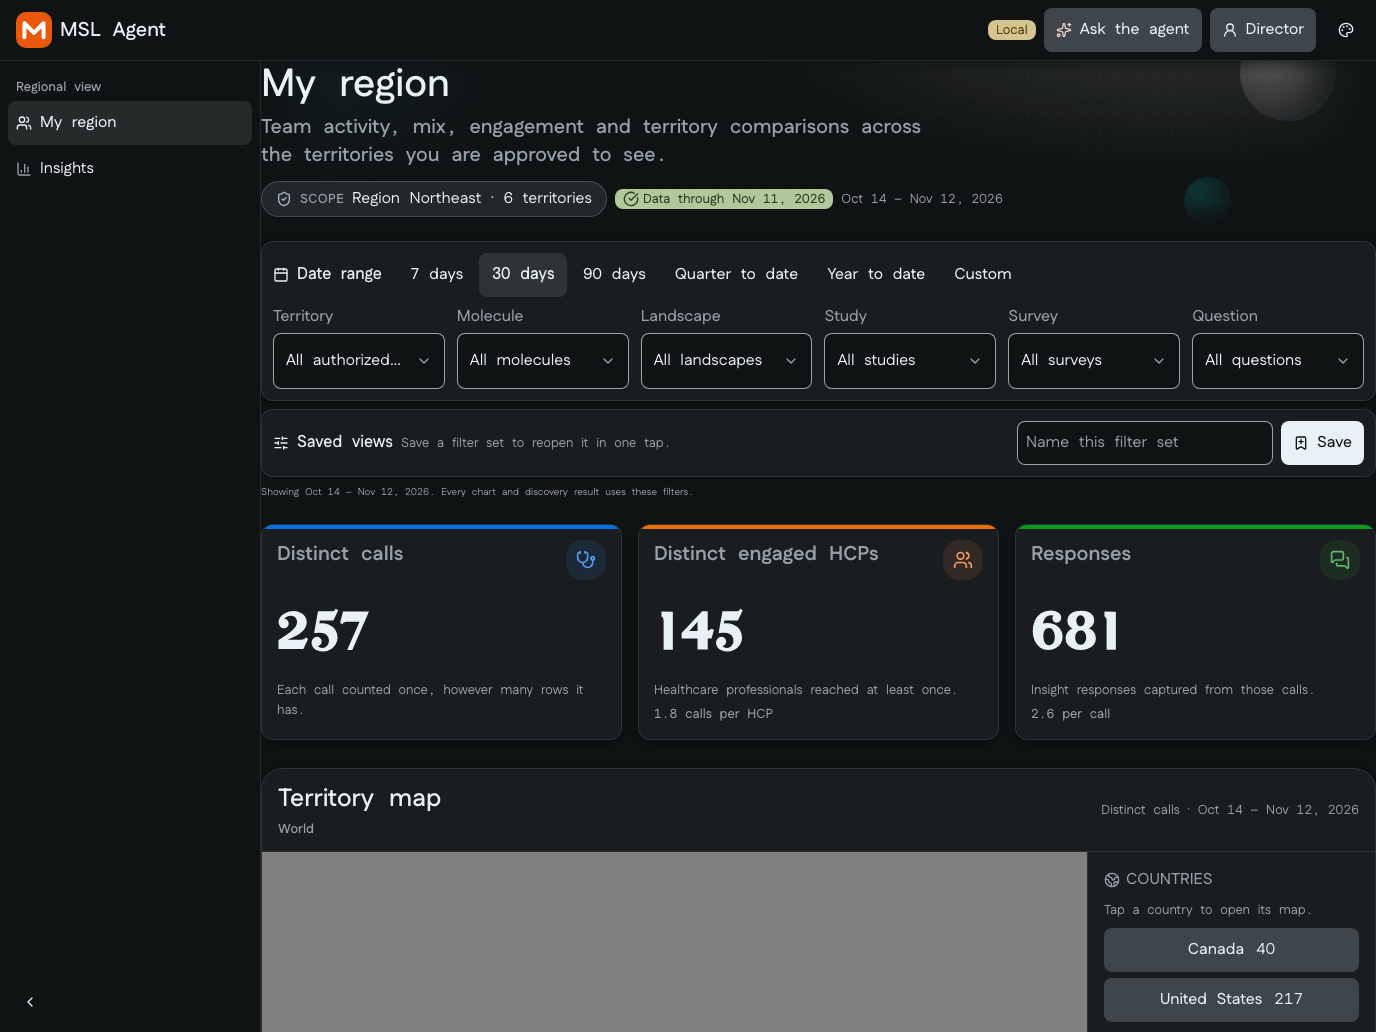 MSL Agent
Local
Ask the agent
Director
Regional view
My region
Insights
My region
Team activity, mix, engagement and territory comparisons across
the territories you are approved to see.
SCOPE Region Northeast · 6 territories
Data through Nov 11, 2026
Oct 14 – Nov 12, 2026
Date range
7 days
30 days
90 days
Quarter to date
Year to date
Custom
Territory
Molecule
Landscape
Study
Survey
Question
All authorized...
All molecules
All landscapes
All studies
All surveys
All questions
Saved views
Save a filter set to reopen it in one tap.
Name this filter set
Save
Showing Oct 14 – Nov 12, 2026. Every chart and discovery result uses these filters.
Distinct calls
257
Each call counted once, however many rows it
has.
Distinct engaged HCPs
145
Healthcare professionals reached at least once.
1.8 calls per HCP
Responses
681
Insight responses captured from those calls.
2.6 per call
Territory map
World
Distinct calls · Oct 14 – Nov 12, 2026
COUNTRIES
Tap a country to open its map.
Canada 40
United States 217